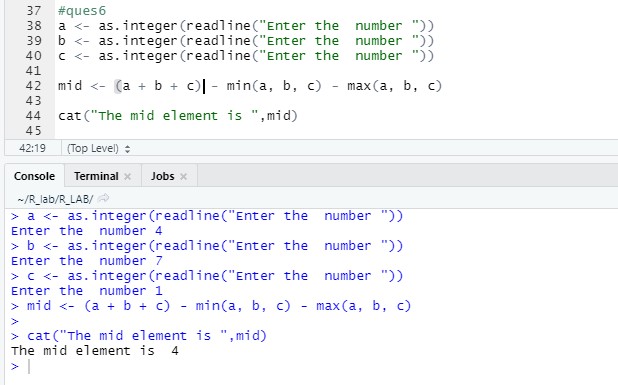 37 #ques6
38 a <- as.integer(readline("Enter the  number "))
39 b <- as.integer(readline("Enter the  number "))
40 c <- as.integer(readline("Enter the  number "))
41
42 mid <- (a + b + c) - min(a, b, c) - max(a, b, c)
43
44 cat("The mid element is ",mid)
45
42:19 (Top Level)
Console Terminal × Jobs ×
~/R_lab/R_LAB/
> a <- as.integer(readline("Enter the  number "))
Enter the  number 4
> b <- as.integer(readline("Enter the  number "))
Enter the  number 7
> c <- as.integer(readline("Enter the  number "))
Enter the  number 1
> mid <- (a + b + c) - min(a, b, c) - max(a, b, c)
>
> cat("The mid element is ",mid)
The mid element is  4
>